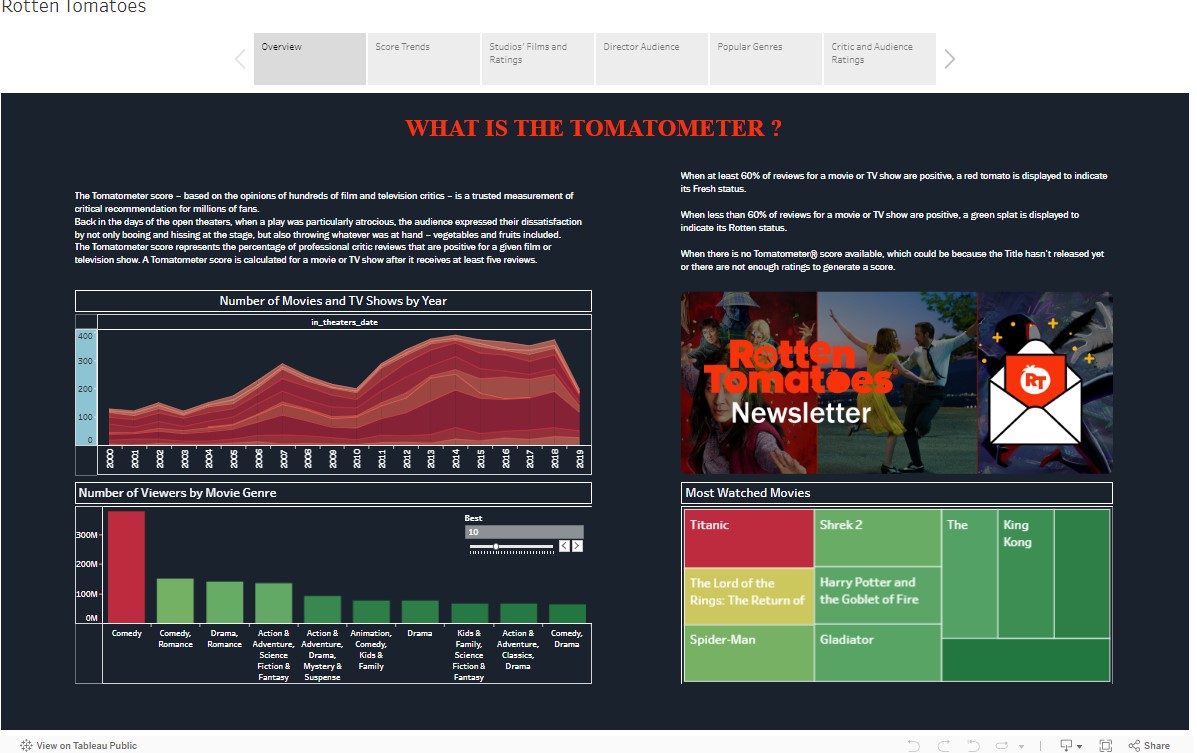 Rotten Tomatoes
Overview
Score Trends
Studios' Films and
Ratings
Director Audience
Popular Genres
Critic and Audience
Ratings
WHAT IS THE TOMATOMETER ?
The Tomatometer score – based on the opinions of hundreds of film and television critics – is a trusted measurement of
critical recommendation for millions of fans.
Back in the days of the open theaters, when a play was particularly atrocious, the audience expressed their dissatisfaction
by not only booing and hissing at the stage, but also throwing whatever was at hand – vegetables and fruits included.
The Tomatometer score represents the percentage of professional critic reviews that are positive for a given film or
television show. A Tomatometer score is calculated for a movie or TV show after it receives at least five reviews.
When at least 60% of reviews for a movie or TV show are positive, a red tomato is displayed to indicate
its Fresh status.
When less than 60% of reviews for a movie or TV show are positive, a green splat is displayed to
indicate its Rotten status.
When there is no Tomatometer® score available, which could be because the Title hasn't released yet
or there are not enough ratings to generate a score.
Number of Movies and TV Shows by Year
in_theaters_date
400
300
200
100
0
2000 2001 2002 2003 2004 2005 2006 2007 2008 2009 2010 2011 2012 2013 2014 2015 2016 2017 2018 2019
Rotten
Tomatoes
Newsletter
RT
Number of Viewers by Movie Genre
Best
10
300M
200M
100M
0M
Comedy
Comedy,
Romance
Drama,
Romance
Action &
Adventure,
Science
Fiction &
Fantasy
Action &
Adventure,
Drama,
Mystery &
Suspense
Animation,
Comedy,
Kids &
Family
Drama
Kids &
Family,
Science
Fiction &
Fantasy
Action &
Adventure,
Classics,
Drama
Comedy,
Drama
Most Watched Movies
Titanic
The Lord of the
Rings: The Return of
Spider-Man
Shrek 2
Harry Potter and
the Goblet of Fire
Gladiator
The
King
Kong
View on Tableau Public
Share